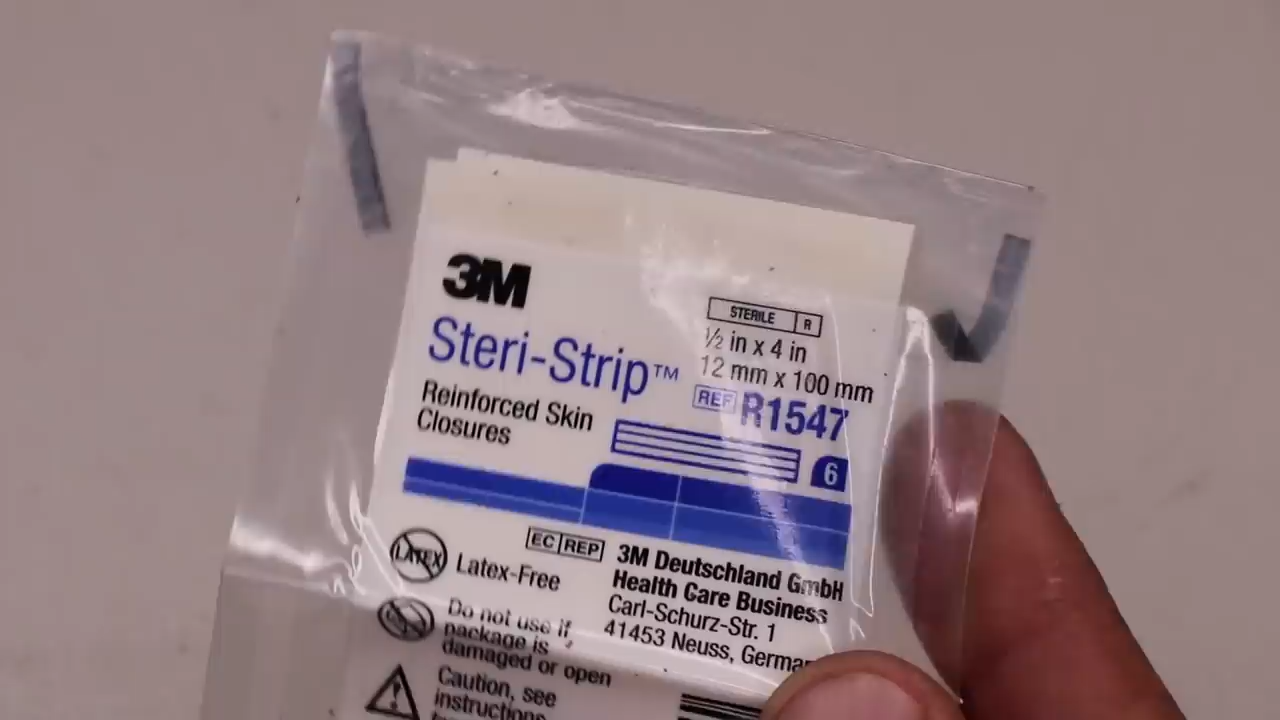 3M
Steri-Strip™
Reinforced Skin
Closures
STERILE R
½ in x 4 in
12 mm x 100 mm
REF R1547
6
LATEX
Latex-Free
Do not use if
package is
damaged or open
Caution, see
instructions
EC REP
3M Deutschland GmbH
Health Care Business
Carl-Schurz-Str. 1
41453 Neuss,